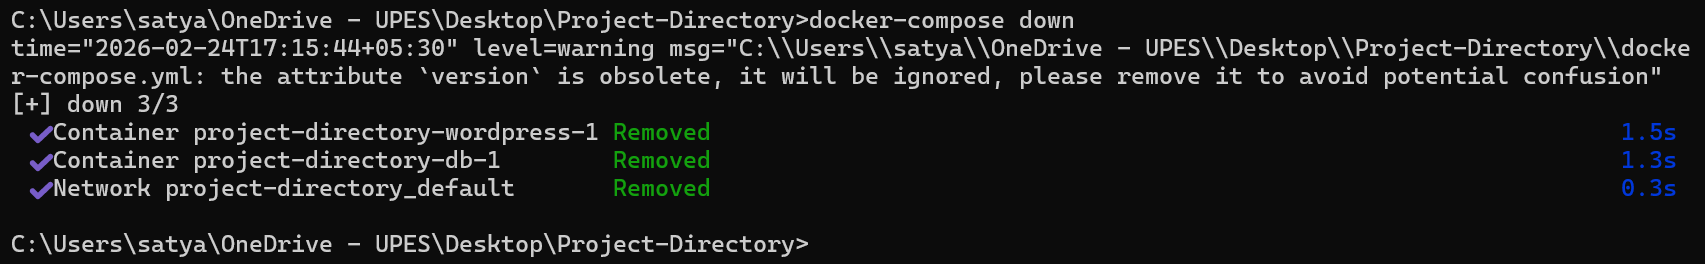 C:\Users\satya\OneDrive - UPES\Desktop\Project-Directory>docker-compose down
time="2026-02-24T17:15:44+05:30" level=warning msg="C:\\Users\\satya\\OneDrive - UPES\\Desktop\\Project-Directory\\docke
r-compose.yml: the attribute `version` is obsolete, it will be ignored, please remove it to avoid potential confusion"
[+] down 3/3
✔Container project-directory-wordpress-1 Removed 1.5s
✔Container project-directory-db-1 Removed 1.3s
✔Network project-directory_default Removed 0.3s
C:\Users\satya\OneDrive - UPES\Desktop\Project-Directory>